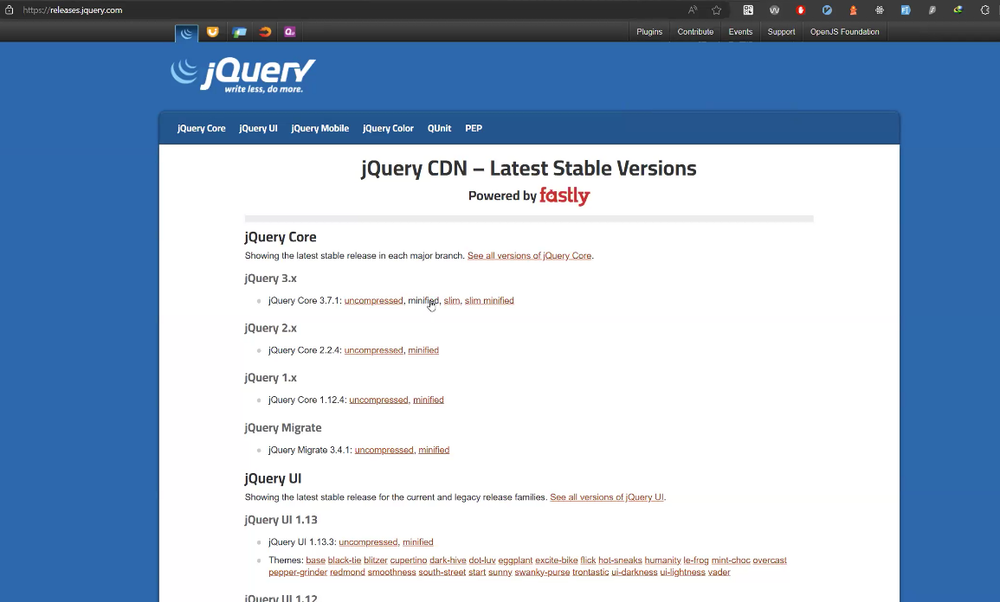 https://releases.jquery.com
Plugins Contribute Events Support OpenJS Foundation
jQuery
write less, do more.
jQuery Core jQuery UI jQuery Mobile jQuery Color QUnit PEP
jQuery CDN – Latest Stable Versions
Powered by fastly
jQuery Core
Showing the latest stable release in each major branch. See all versions of jQuery Core.
jQuery 3.x
jQuery Core 3.7.1: uncompressed, minified, slim, slim minified
jQuery 2.x
jQuery Core 2.2.4: uncompressed, minified
jQuery 1.x
jQuery Core 1.12.4: uncompressed, minified
jQuery Migrate
jQuery Migrate 3.4.1: uncompressed, minified
jQuery UI
Showing the latest stable release for the current and legacy release families. See all versions of jQuery UI.
jQuery UI 1.13
jQuery UI 1.13.3: uncompressed, minified
Themes: base black-tie blitzer cupertino dark-hive dot-luv eggplant excite-bike flick hot-sneaks humanity le-frog mint-choc overcast
pepper-grinder redmond smoothness south-street start sunny swanky-purse trontastic ui-darkness ui-lightness vader
jQuery UI 1.12